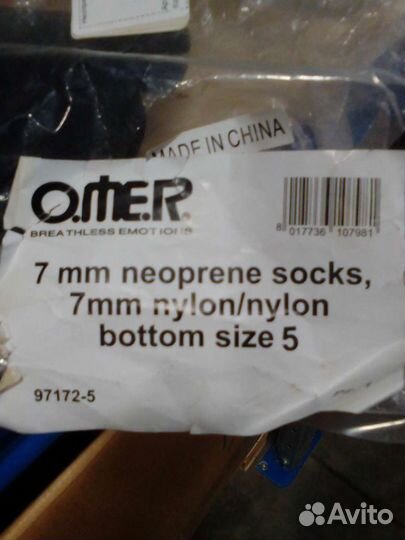 MADE IN CHINA
O.ME.R.
BREATHLESS EMOTIONS
8 017736 107981
7 mm neoprene socks,
7mm nylon/nylon
bottom size 5
97172-5
Avito